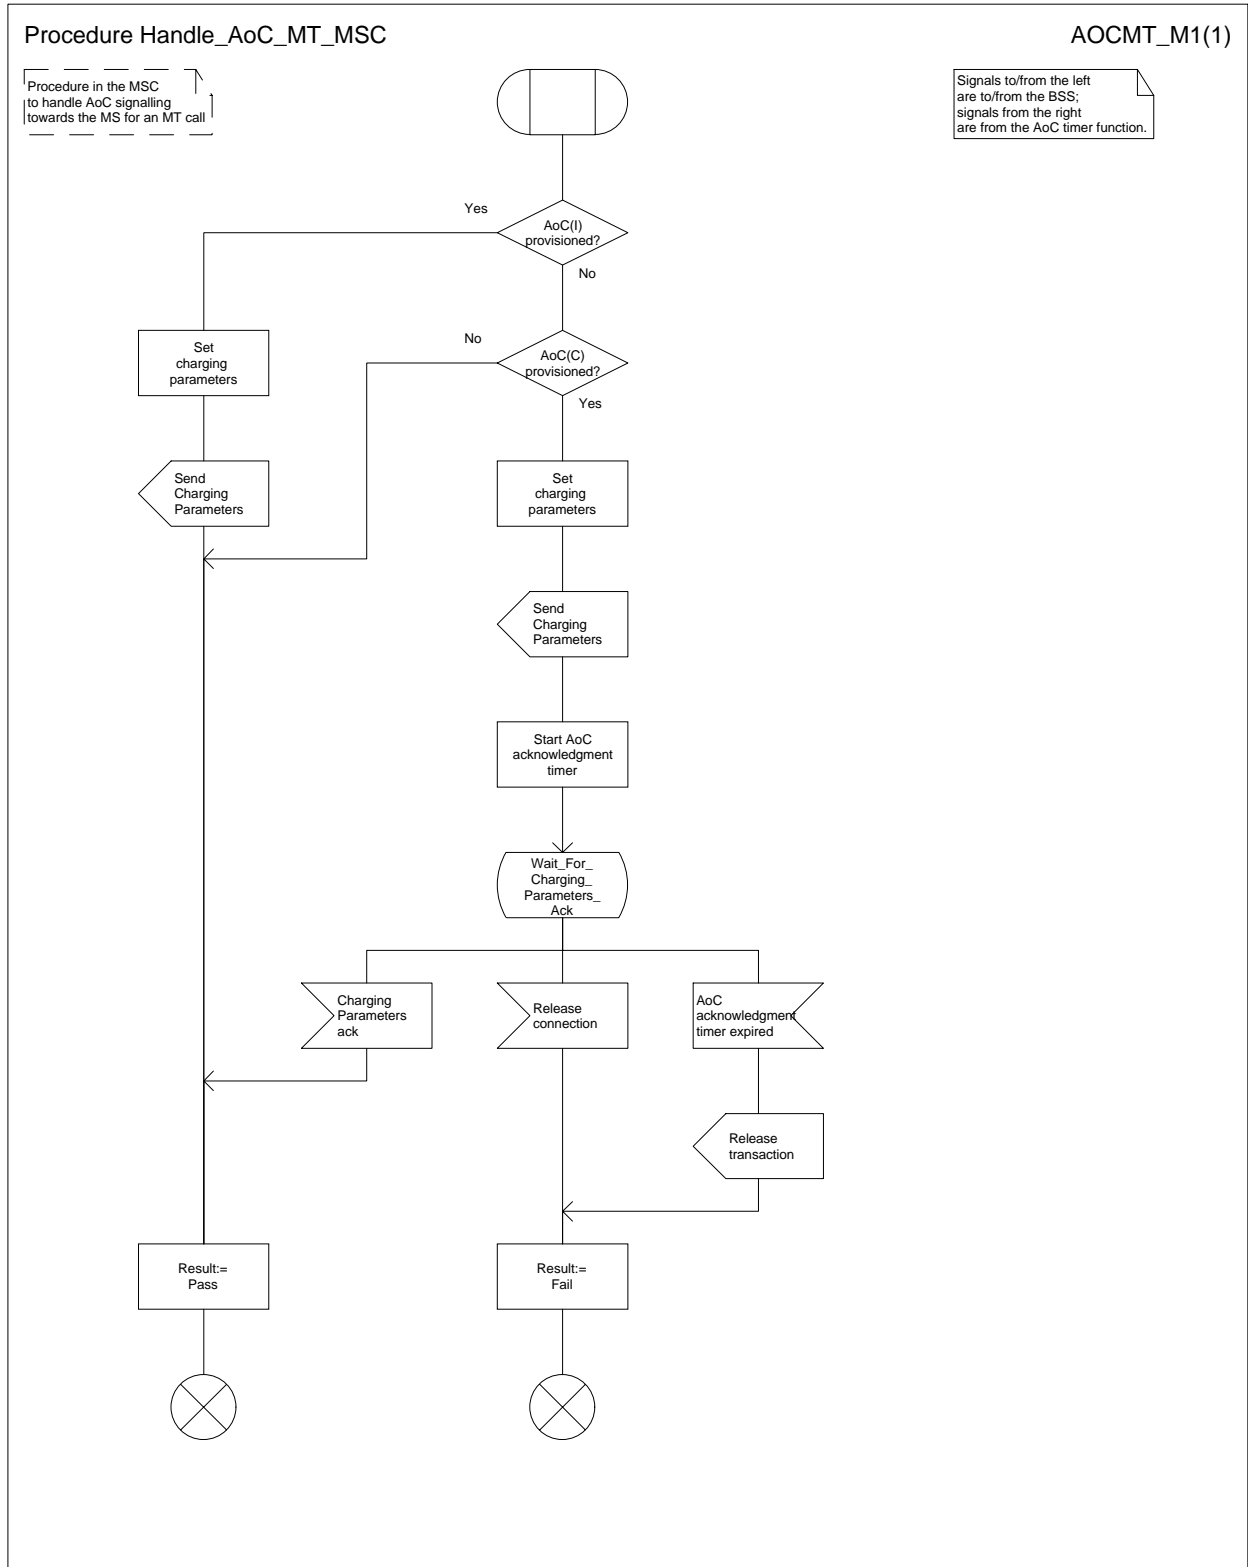 Procedure Handle_AoC_MT_MSC
AOCMT_M1(1)
Procedure in the MSC
to handle AoC signalling
towards the MS for an MT call
Signals to/from the left
are to/from the BSS;
signals from the right
are from the AoC timer function.
Yes
AoC(I)
provisioned?
No
No
AoC(C)
provisioned?
Yes
Set
charging
parameters
Send
Charging
Parameters
Set
charging
parameters
Send
Charging
Parameters
Start AoC
acknowledgment
timer
Wait_For_
Charging_
Parameters_
Ack
Charging
Parameters
ack
Release
connection
AoC
acknowledgment
timer expired
Release
transaction
Result:=
Pass
Result:=
Fail